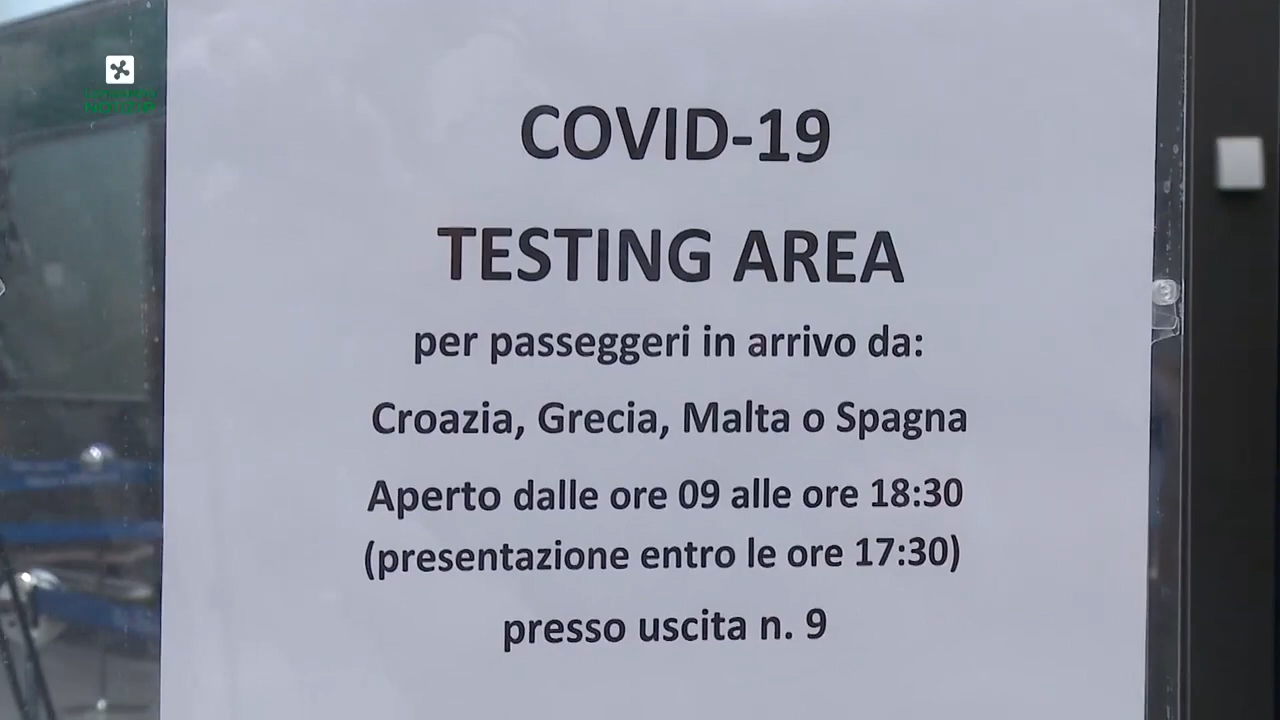 COVID-19
TESTING AREA
per passeggeri in arrivo da:
Croazia, Grecia, Malta o Spagna
Aperto dalle ore 09 alle ore 18:30
(presentazione entro le ore 17:30)
presso uscita n. 9